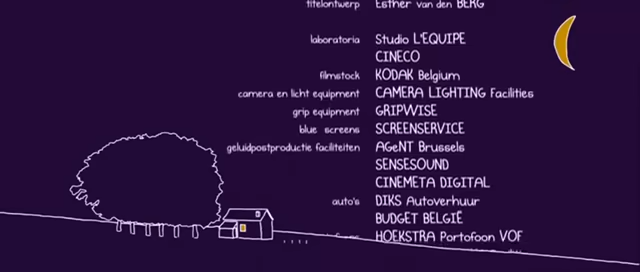 titelontwerp Esther van den BERG
laboratoria Studio L'EQUIPE
CINECO
filmstock KODAK Belgium
camera en licht equipment CAMERA LIGHTING Facilities
grip equipment GRIPWISE
blue screens SCREENSERVICE
geluidpostproductie faciliteiten AGeNT Brussels
SENSESOUND
CINEMETA DIGITAL
auto's DIKS Autoverhuur
BUDGET BELGIË
HOEKSTRA Portofoon VOF